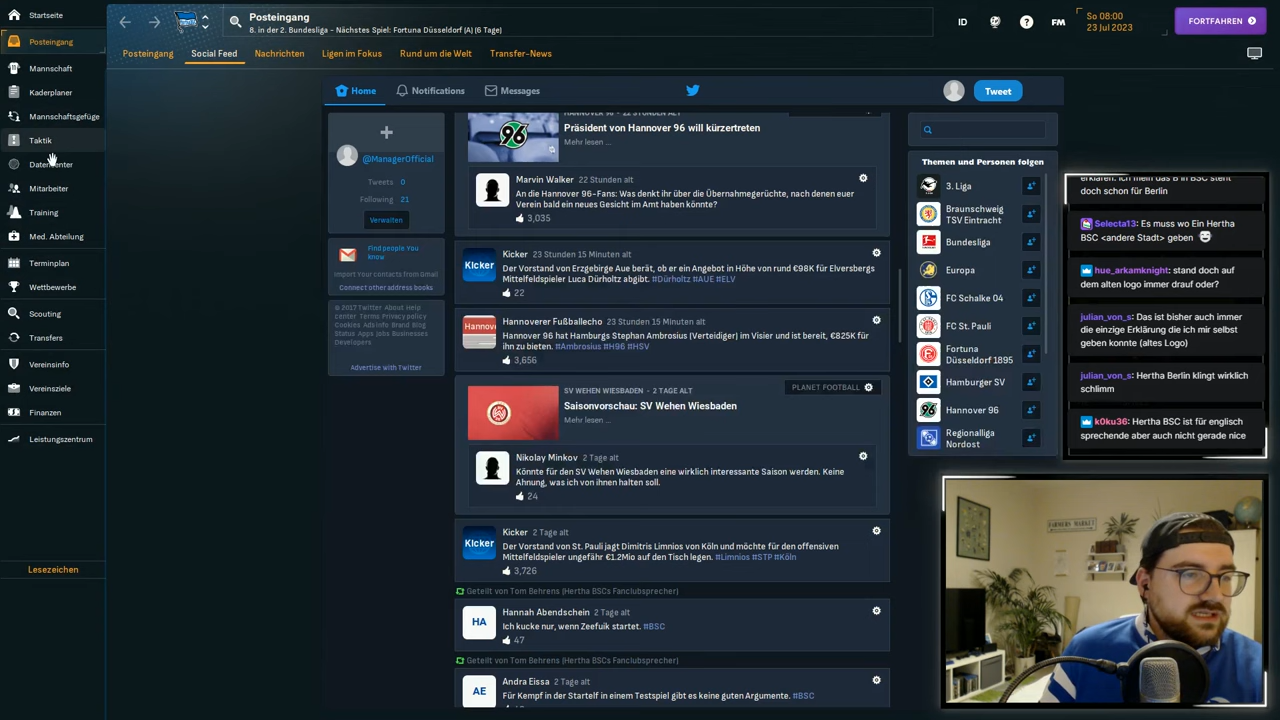 Startseite
Posteingang
Mannschaft
Kaderplaner
Mannschaftsgefüge
Taktik
Datencenter
Mitarbeiter
Training
Med. Abteilung
Terminplan
Wettbewerbe
Scouting
Transfers
Vereinsinfo
Vereinsziele
Finanzen
Leistungszentrum
Lesezeichen
Posteingang
8. in der 2. Bundesliga - Nächstes Spiel: Fortuna Düsseldorf (A) (6 Tage)
ID
?
FM
So 08:00
23 Jul 2023
FORTFAHREN
Posteingang
Social Feed
Nachrichten
Ligen im Fokus
Rund um die Welt
Transfer-News
Home
Notifications
Messages
Tweet
@ManagerOfficial
Tweets 0
Following 21
Verwalten
Find people You
know
Import Your contacts from Gmail
Connect other address books
© 2017 Twitter About Help
center Terms Privacy policy
Cookies Ads info Brand Blog
Status Apps Jobs Businesses
Developers
Advertise with Twitter
HANNOVER 96 - 22 STUNDEN ALT
Präsident von Hannover 96 will kürzertreten
Mehr lesen ...
Marvin Walker 22 Stunden alt
An die Hannover 96-Fans: Was denkt ihr über die Übernahmegerüchte, nach denen euer
Verein bald ein neues Gesicht im Amt haben könnte?
3,035
Kicker
Kicker 23 Stunden 15 Minuten alt
Der Vorstand von Erzgebirge Aue berät, ob er ein Angebot in Höhe von rund €98K für Elversbergs
Mittelfeldspieler Luca Dürholtz abgibt. #Dürholtz #AUE #ELV
22
Hannove
Hannoverer Fußballecho 23 Stunden 15 Minuten alt
Hannover 96 hat Hamburgs Stephan Ambrosius (Verteidiger) im Visier und ist bereit, €825K für
ihn zu bieten. #Ambrosius #H96 #HSV
3,656
SV WEHEN WIESBADEN - 2 TAGE ALT
PLANET FOOTBALL
Saisonvorschau: SV Wehen Wiesbaden
Mehr lesen ...
Nikolay Minkov 2 Tage alt
Könnte für den SV Wehen Wiesbaden eine wirklich interessante Saison werden. Keine
Ahnung, was ich von ihnen halten soll.
24
Kicker
Kicker 2 Tage alt
Der Vorstand von St. Pauli jagt Dimitris Limnios von Köln und möchte für den offensiven
Mittelfeldspieler ungefähr €1.2Mio auf den Tisch legen. #Limnios #STP #Köln
3,726
Geteilt von Tom Behrens (Hertha BSCs Fanclubsprecher)
HA
Hannah Abendschein 2 Tage alt
Ich kucke nur, wenn Zeefuik startet. #BSC
47
Geteilt von Tom Behrens (Hertha BSCs Fanclubsprecher)
AE
Andra Eissa 2 Tage alt
Für Kempf in der Startelf in einem Testspiel gibt es keine guten Argumente. #BSC
Themen und Personen folgen
3. Liga
Braunschweig
TSV Eintracht
Bundesliga
Europa
FC Schalke 04
FC St. Pauli
Fortuna
Düsseldorf 1895
Hamburger SV
Hannover 96
Regionalliga
Nordost
erklären. Ich mein das B in BSC steht
doch schon für Berlin
Selecta13: Es muss wo Ein Hertha
BSC <andere Stadt> geben
hue_arkamknight: stand doch auf
dem alten logo immer drauf oder?
julian_von_s: Das ist bisher auch immer
die einzige Erklärung die ich mir selbst
geben konnte (altes Logo)
julian_von_s: Hertha Berlin klingt wirklich
schlimm
k0ku36: Hertha BSC ist für englisch
sprechende aber auch nicht gerade nice
FARMERS MARKET